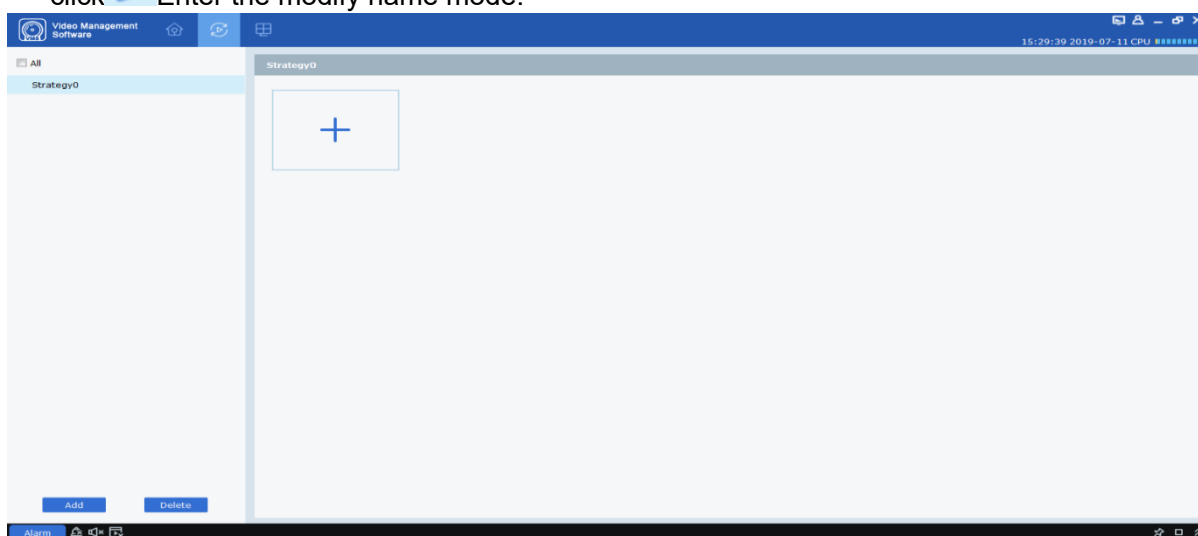 click Enter the modify name mode.
Video Management
Software
15:29:39 2019-07-11 CPU
All
Strategy0
Strategy0
Add
Delete
Alarm